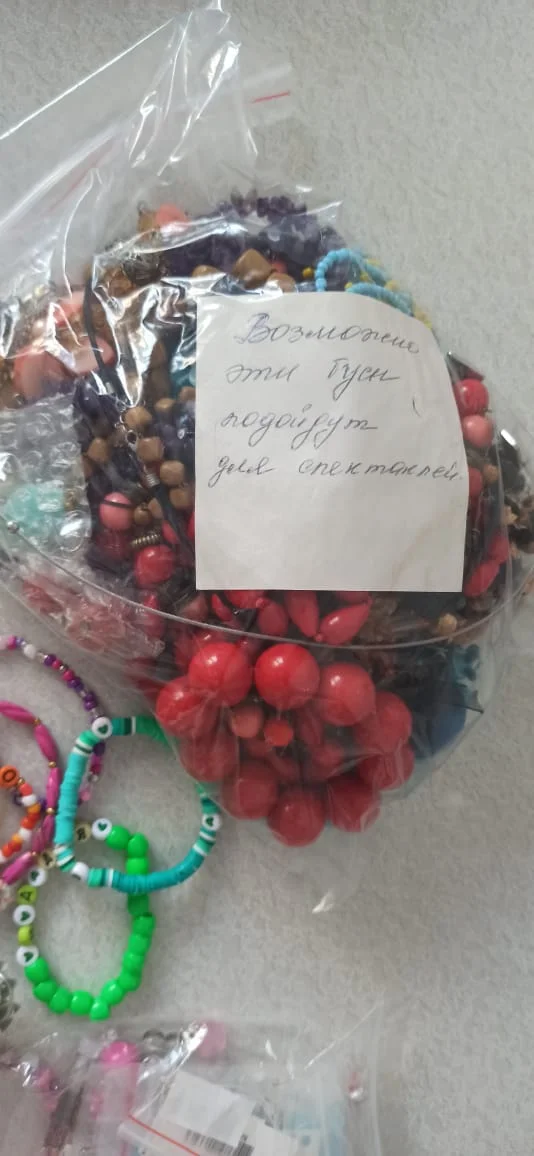 Возможно
эти бусы
подойдут
для спектаклей.